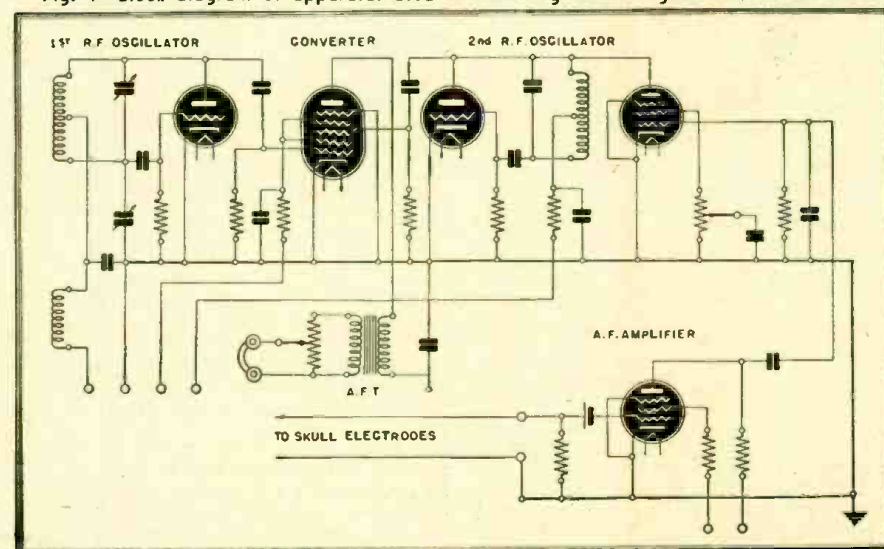 1ST R.F. OSCILLATOR
CONVERTER
2nd R.F. OSCILLATOR
A.F.T
A.F. AMPLIFIER
TO SKULL ELECTRODES